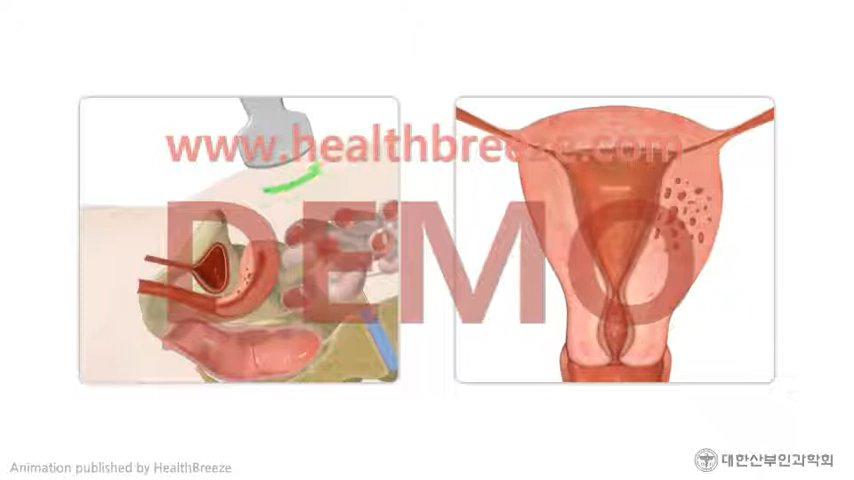 www.healthbreeze.com
DEMO
Animation published by HealthBreeze
대한산부인과학회